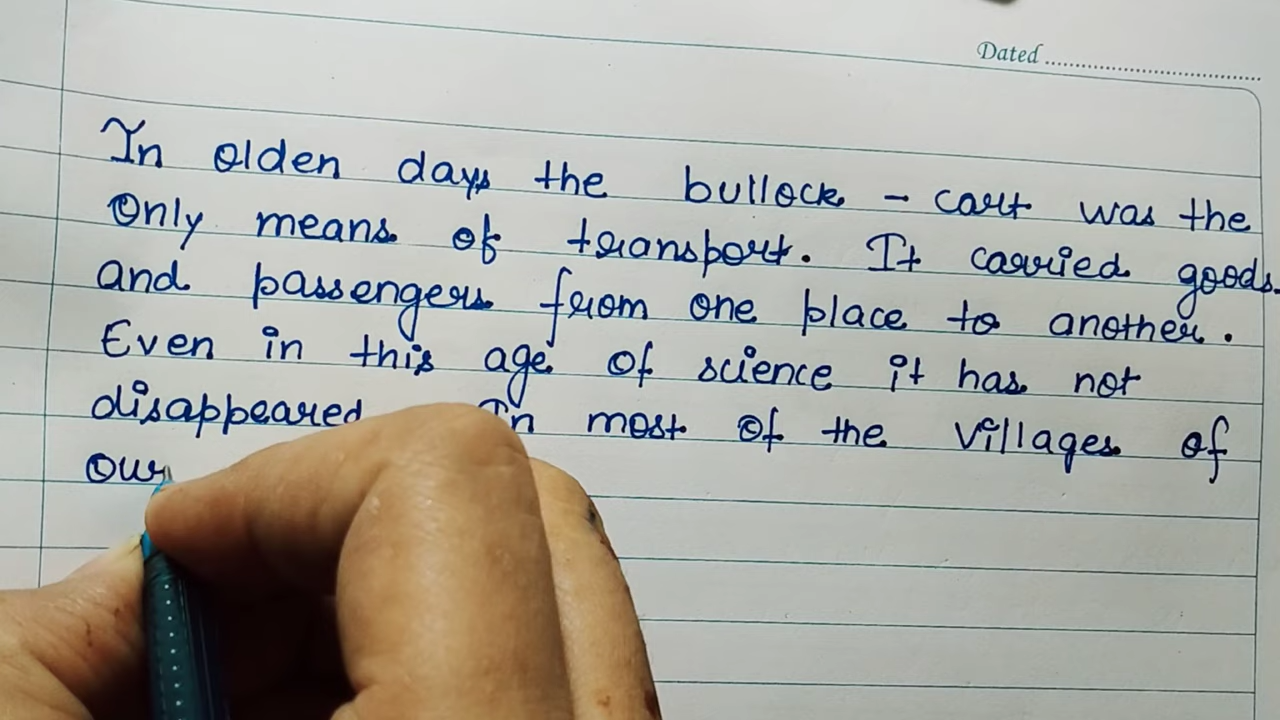 Dated
In olden days the bullock - cart was the
only means of transport. It carried goods
and passengers from one place to another.
Even in this age of science it has not
disappeared In most of the villages of
our